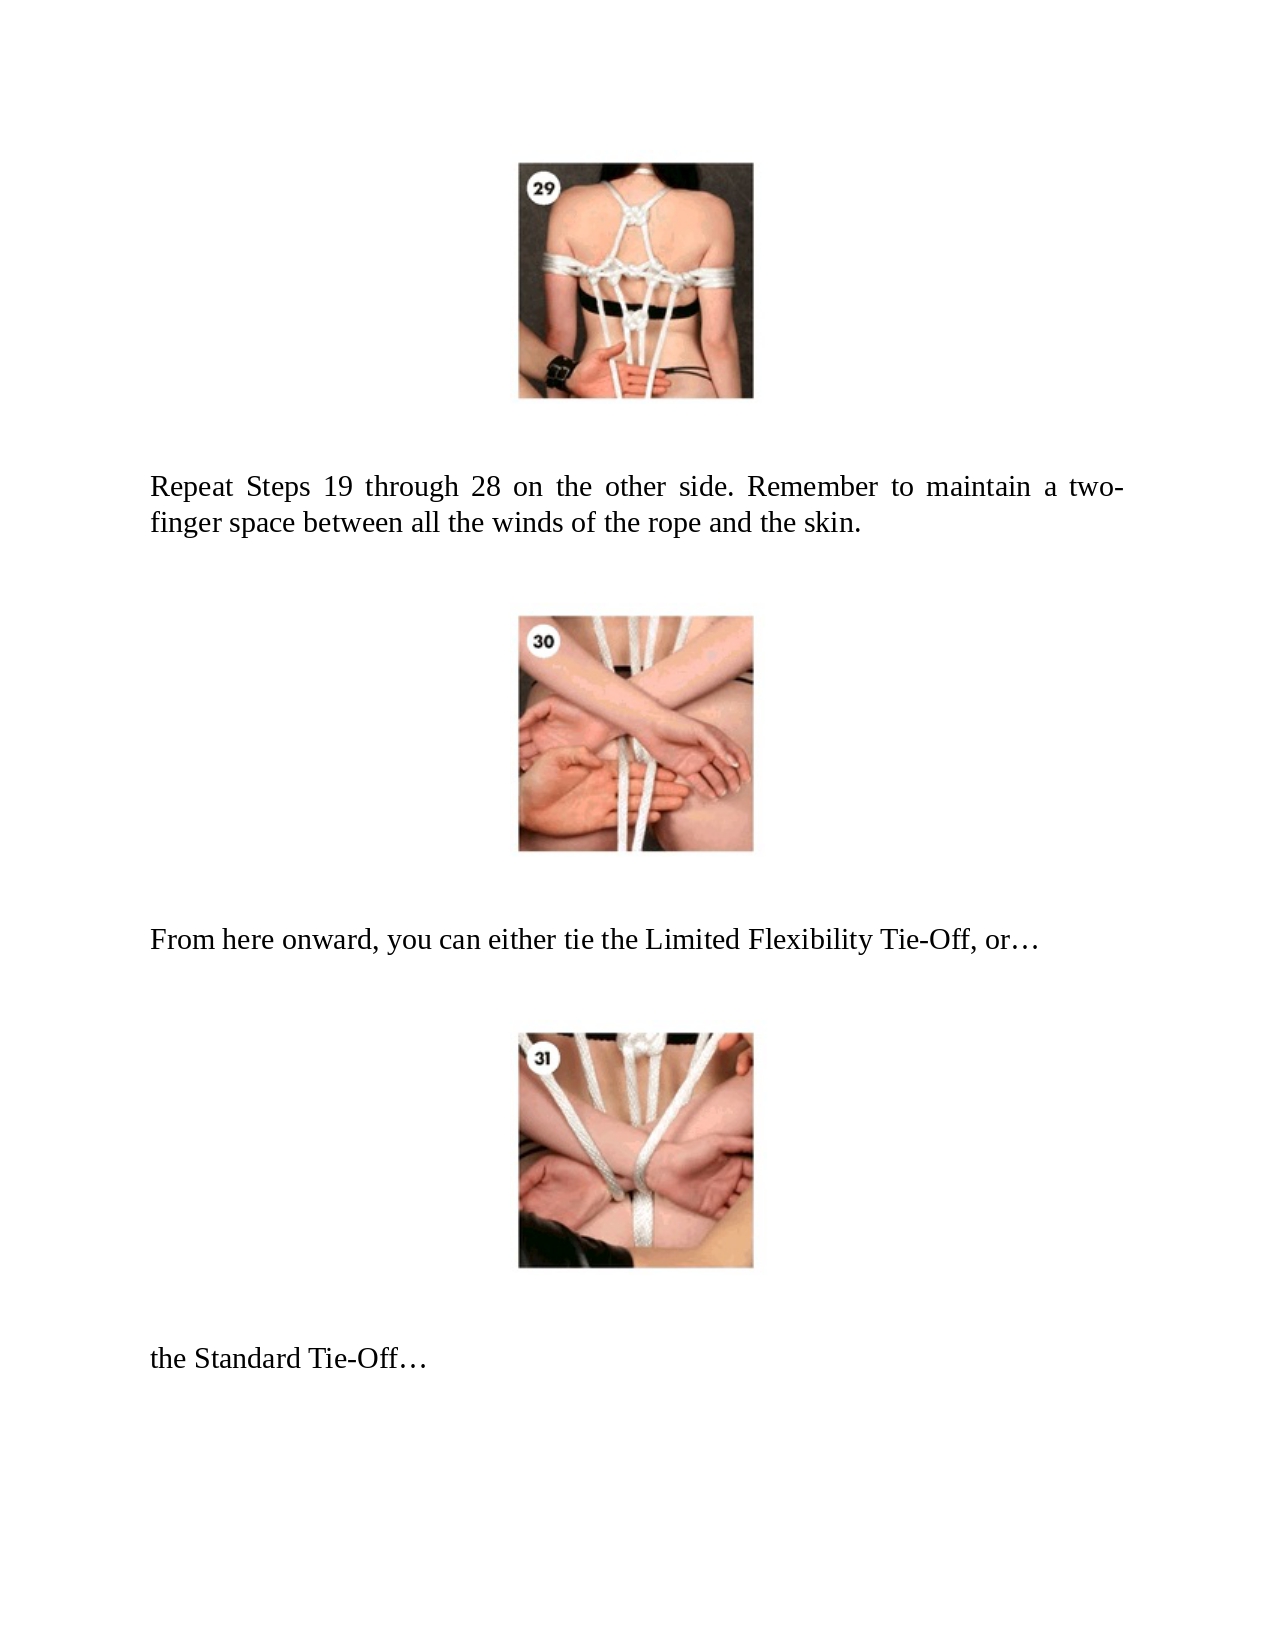 29
Repeat Steps 19 through 28 on the other side. Remember to maintain a two-
finger space between all the winds of the rope and the skin.
30
From here onward, you can either tie the Limited Flexibility Tie-Off, or…
31
the Standard Tie-Off…